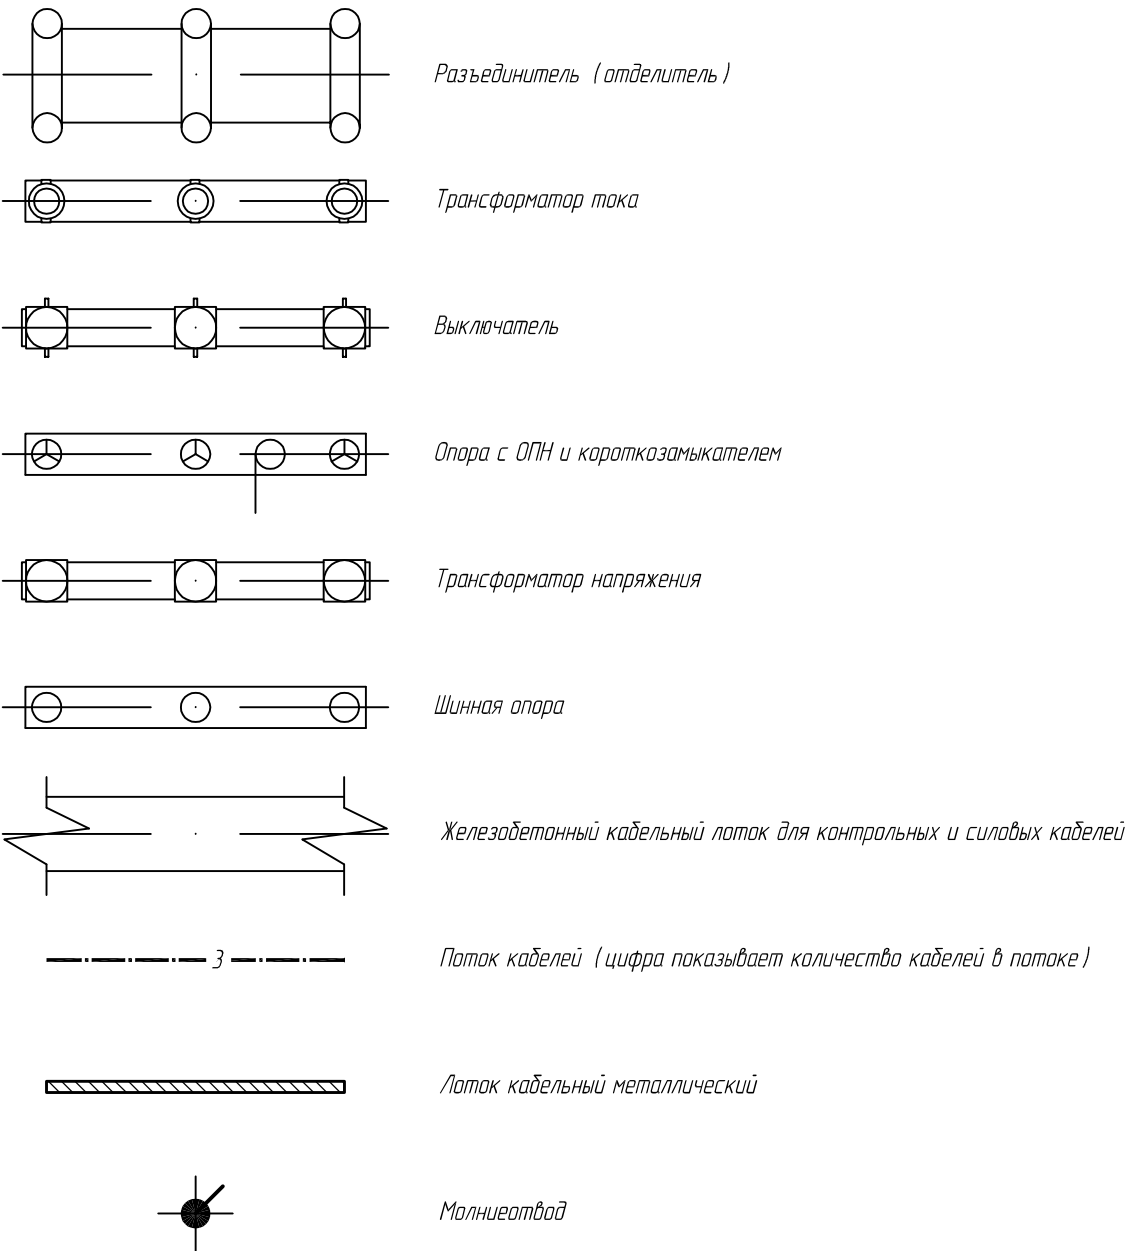 Разъединитель (отделитель)
Трансформатор тока
Выключатель
Опора с ОПН и короткозамыкателем
Трансформатор напряжения
Шинная опора
Железобетонный кабельный лоток для контрольных и силовых кабелей
3
Поток кабелей (цифра показывает количество кабелей в потоке)
Лоток кабельный металлический
Молниеотвод